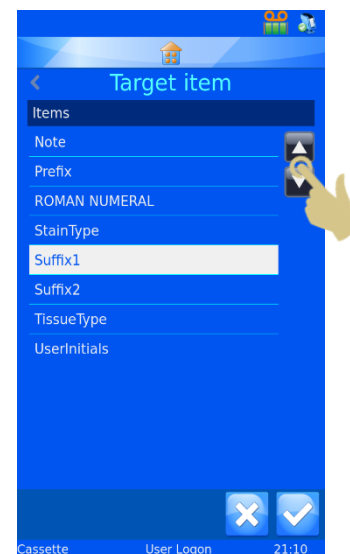 Target item
Items
Note
Prefix
ROMAN NUMERAL
StainType
Suffix1
Suffix2
TissueType
UserInitials
Cassette User Logon 21:10